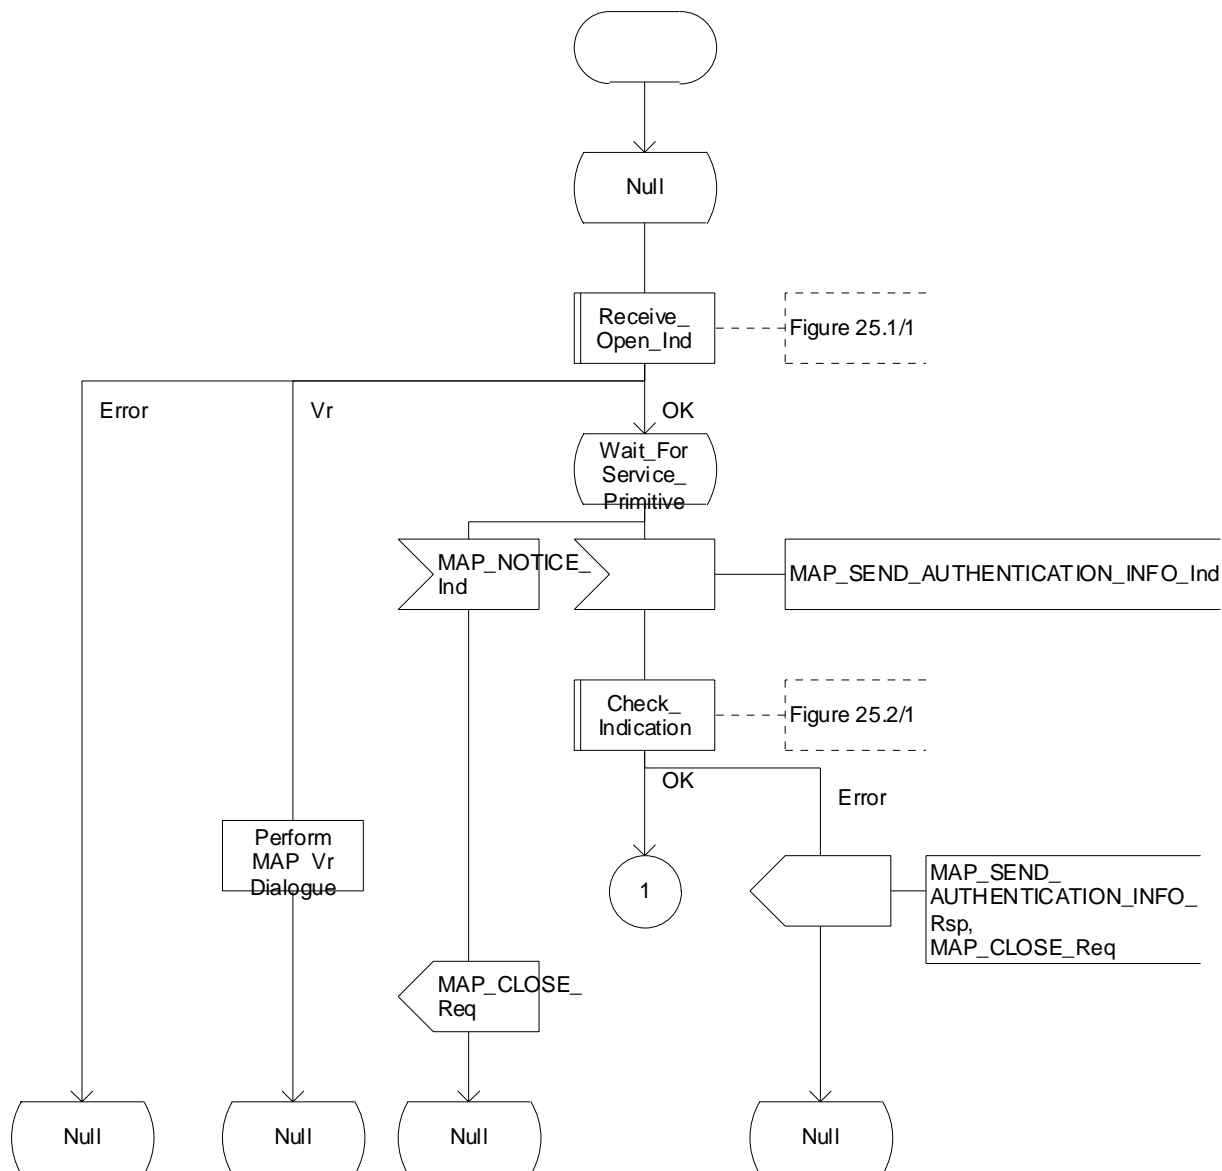 Null
Receive_
Open_Ind
Figure 25.1/1
Error
Vr
OK
Wait_For
Service_
Primitive
MAP_NOTICE_
Ind
MAP_SEND_AUTHENTICATION_INFO_Ind
Check_
Indication
Figure 25.2/1
OK
Error
Perform
MAP Vr
Dialogue
1
MAP_SEND_
AUTHENTICATION_INFO_
Rsp,
MAP_CLOSE_Req
MAP_CLOSE_
Req
Null
Null
Null
Null